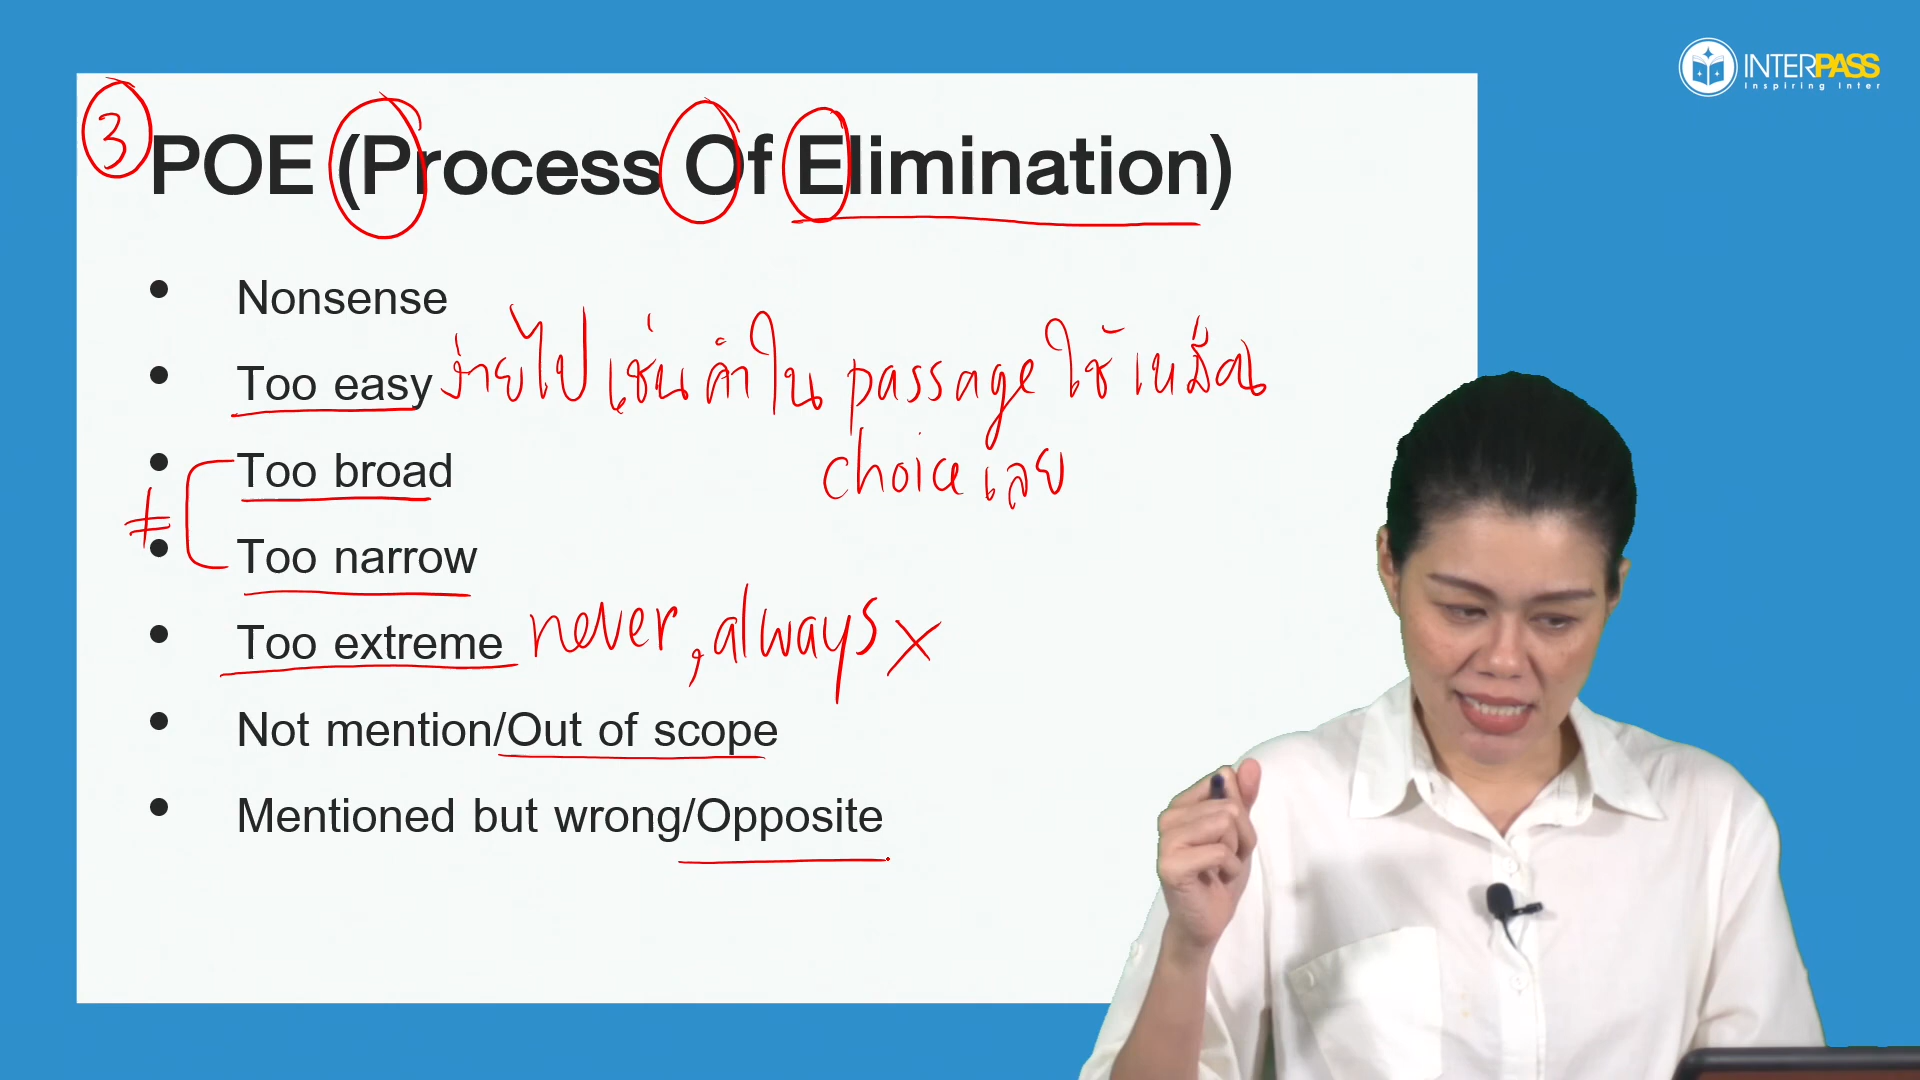 INTERPASS
Inspiring Inter
3
POE (Process Of Elimination)
• Nonsense
• Too easy ง่ายไป เช่น คำใน passage ใช้เหมือน
choice เลย
• Too broad
≠
• Too narrow
• Too extreme never, always ×
• Not mention/Out of scope
• Mentioned but wrong/Opposite